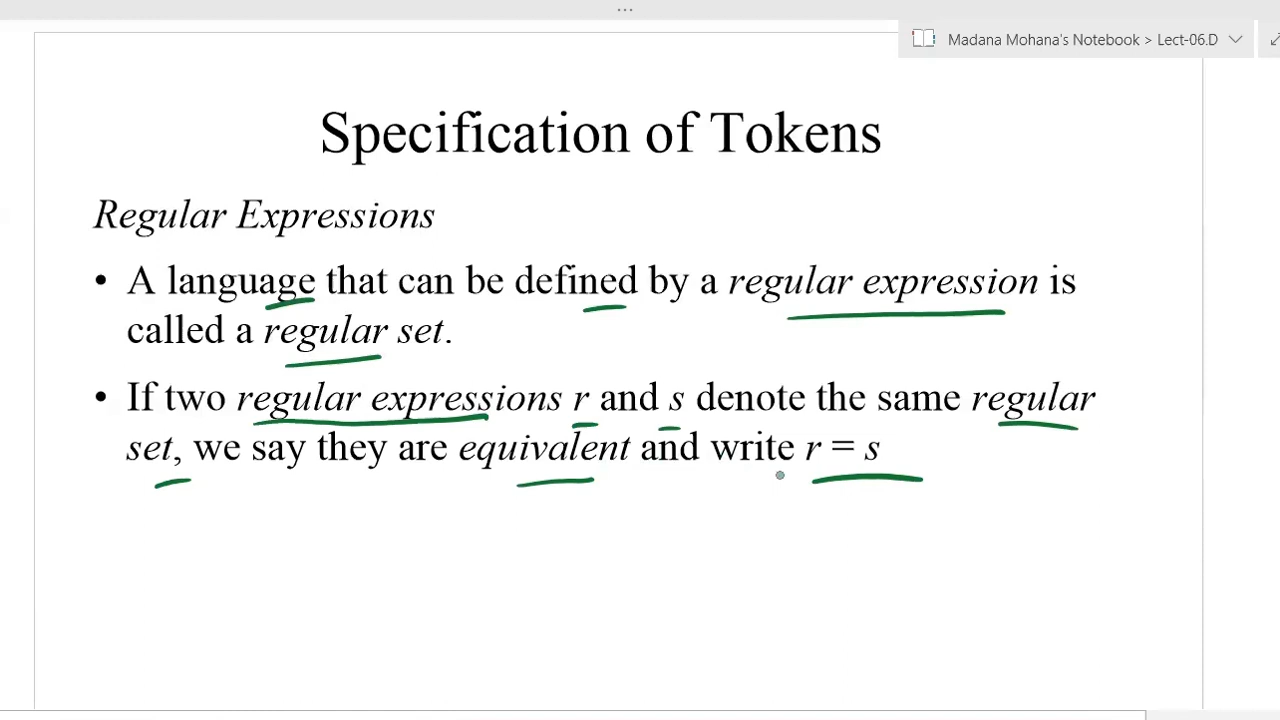 Madana Mohana's Notebook > Lect-06.D
Specification of Tokens
Regular Expressions
• A language that can be defined by a regular expression is
called a regular set.
• If two regular expressions r and s denote the same regular
set, we say they are equivalent and write r = s